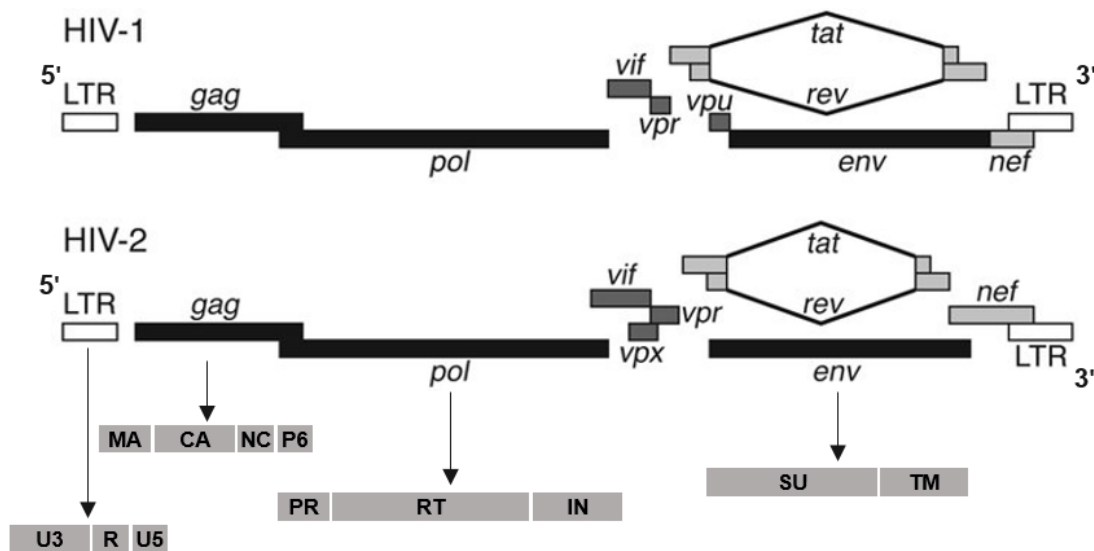 HIV-1
tat
5'
3'
LTR
gag
vif
vpu
rev
LTR
vpr
pol
env
nef
HIV-2
tat
5'
LTR
gag
vif
rev
nef
vpr
vpx
pol
env
LTR
3'
MA CA NC P6
SU TM
PR RT IN
U3 R U5